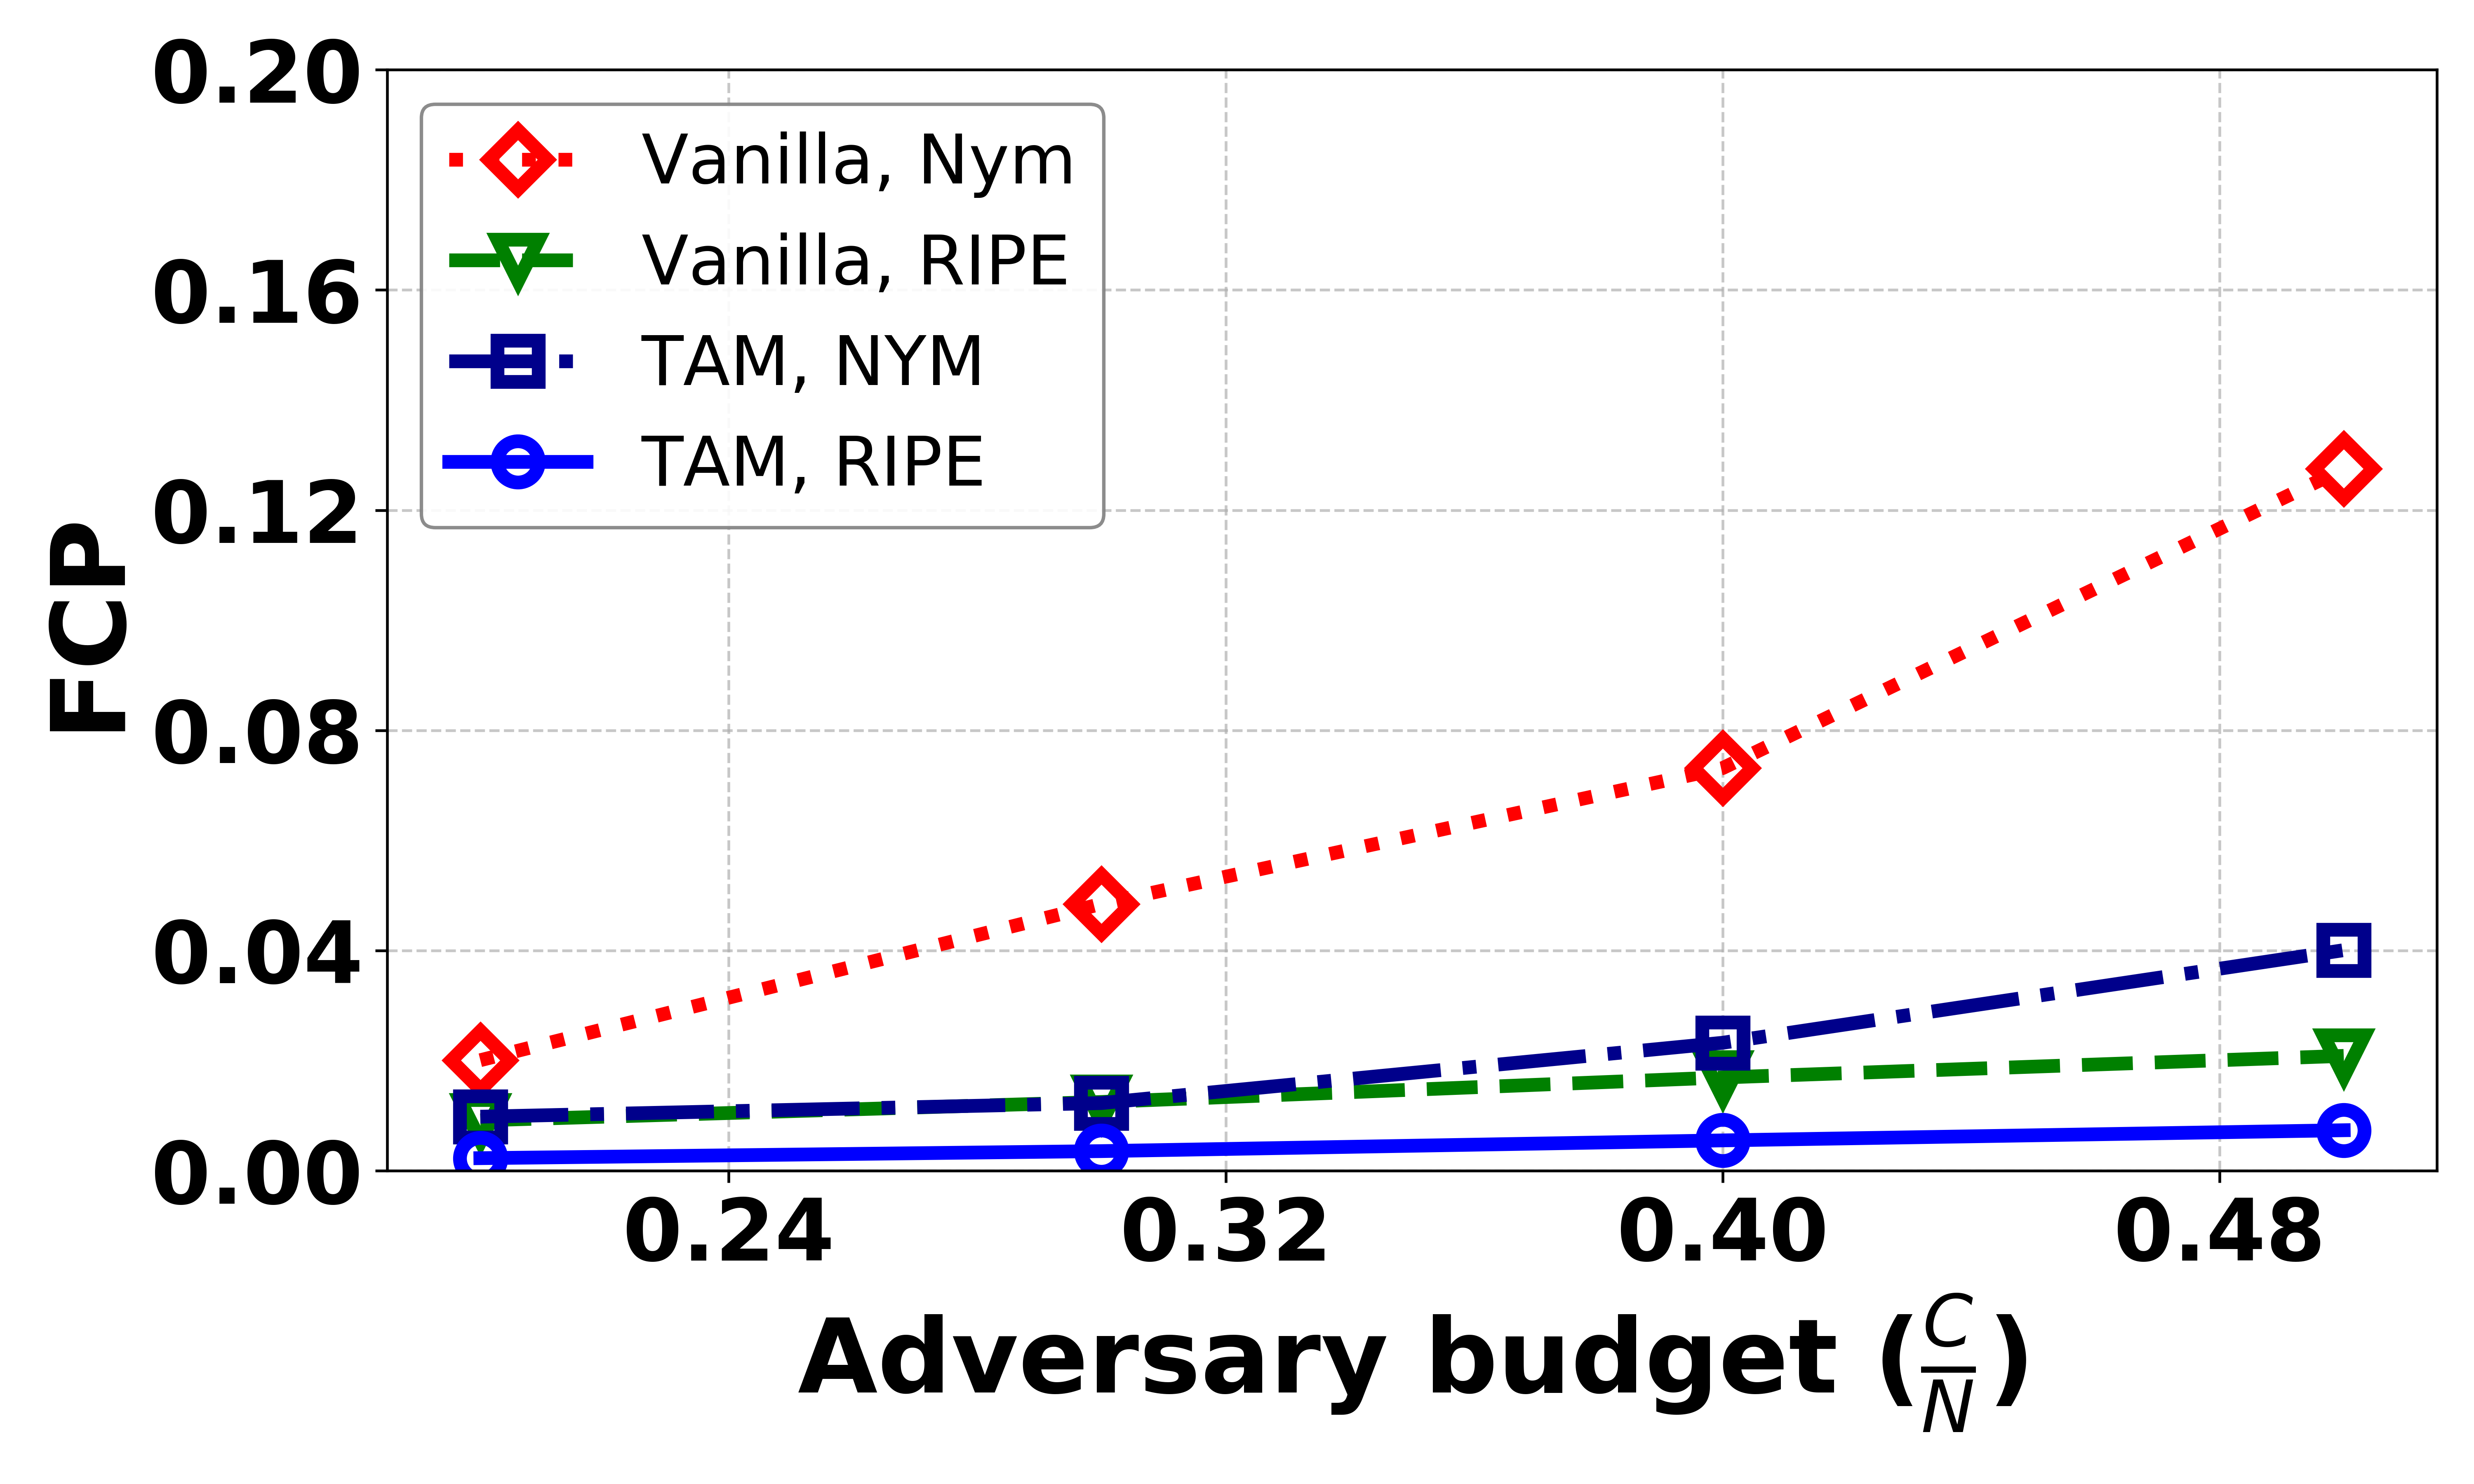 0.20
0.16
0.12
0.08
0.04
0.00
FCP
Vanilla, Nym
Vanilla, RIPE
TAM, NYM
TAM, RIPE
0.24 0.32 0.40 0.48
Adversary budget (C/N)